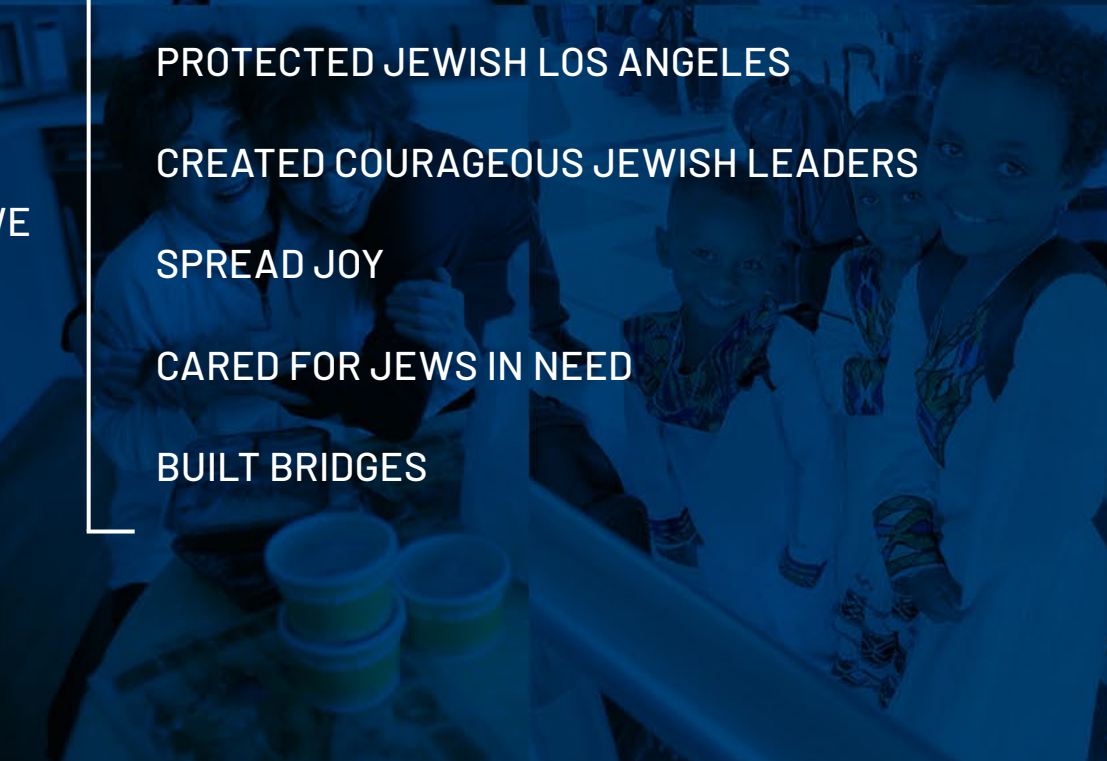 PROTECTED JEWISH LOS ANGELES
CREATED COURAGEOUS JEWISH LEADERS
SPREAD JOY
CARED FOR JEWS IN NEED
BUILT BRIDGES